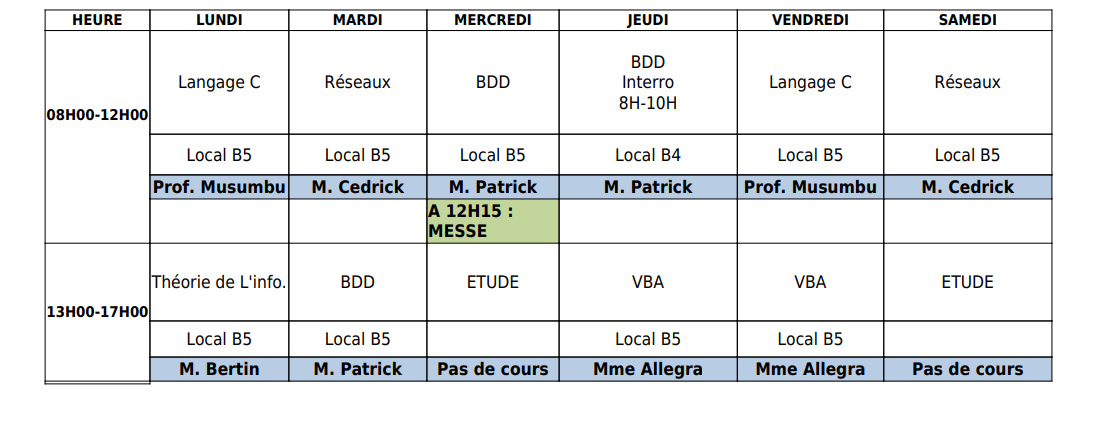 HEURE LUNDI MARDI MERCREDI JEUDI VENDREDI SAMEDI
08H00-12H00
Langage C Réseaux BDD BDD Langage C Réseaux
Interro
8H-10H
Local B5 Local B5 Local B5 Local B4 Local B5 Local B5
Prof. Musumbu M. Cedrick M. Patrick M. Patrick Prof. Musumbu M. Cedrick
A 12H15 :
MESSE
13H00-17H00
Théorie de L'info. BDD ETUDE VBA VBA ETUDE
Local B5 Local B5 Local B5 Local B5
M. Bertin M. Patrick Pas de cours Mme Allegra Mme Allegra Pas de cours